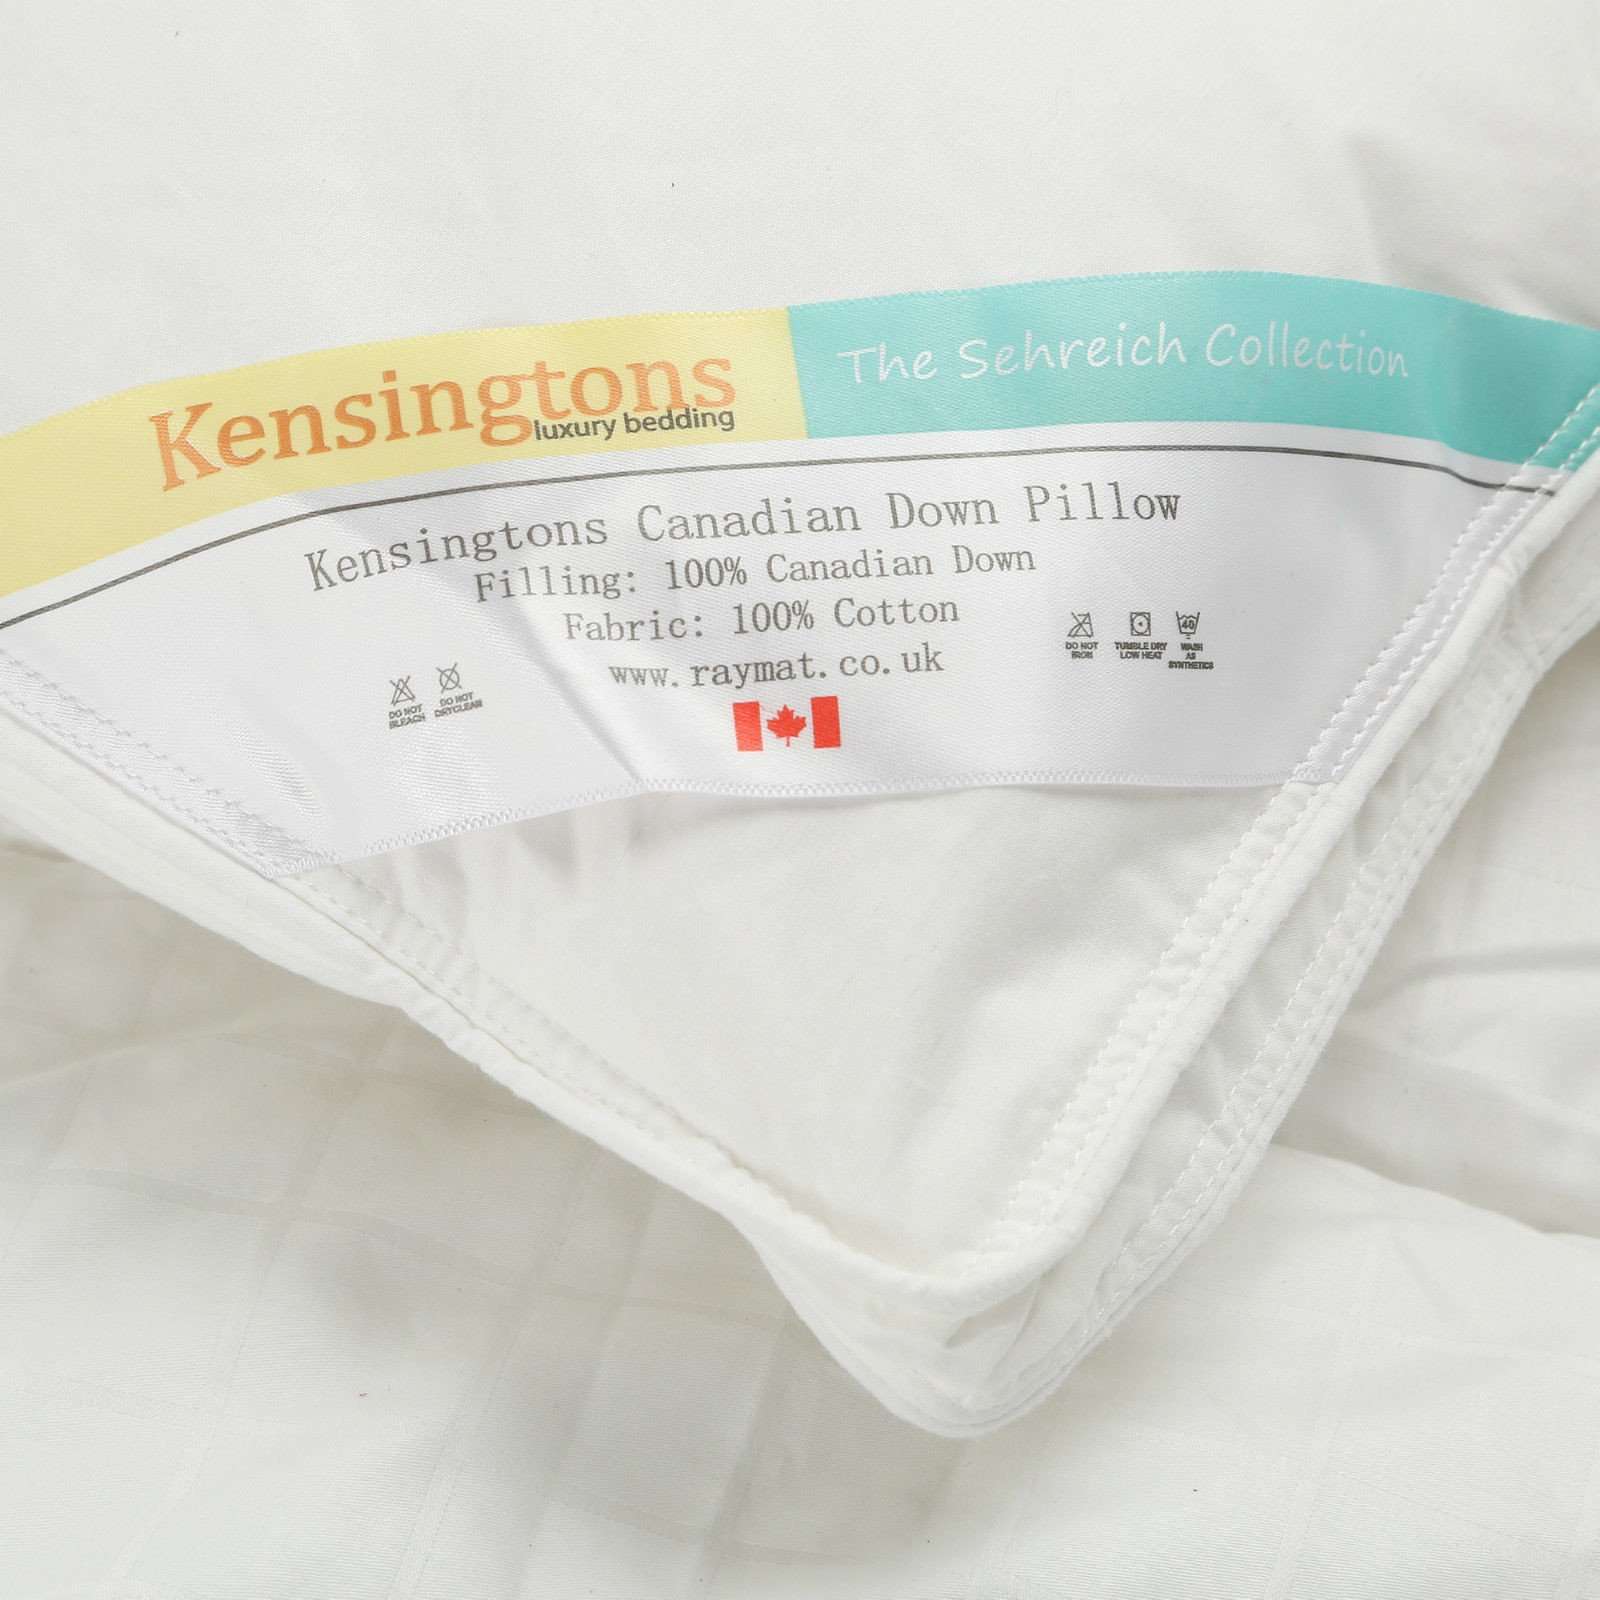 Kensingtons
luxury bedding
The Sehreich Collection
Kensingtons Canadian Down Pillow
Filling: 100% Canadian Down
Fabric: 100% Cotton
www.raymat.co.uk
DO NOT
BLEACH
DO NOT
DRYCLEAN
DO NOT
IRON
TUMBLE DRY
LOW HEAT
40
WASH
AS
SYNTHETICS